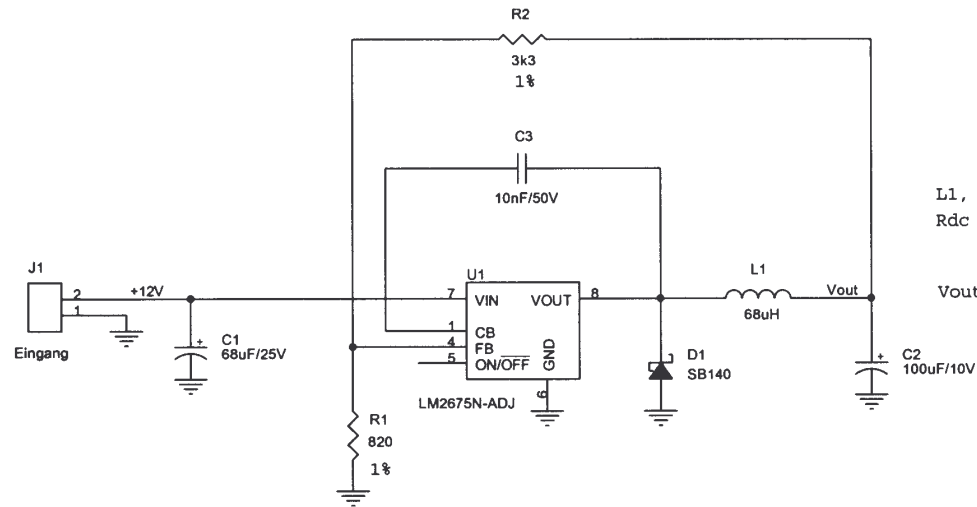 R2
3k3
1%
C3
10nF/50V
L1,
Rdc
J1
2
+12V
1
Eingang
C1
+
68uF/25V
U1
7
VIN
VOUT
8
1
CB
4
FB
5
ON/OFF
GND
6
LM2675N-ADJ
L1
68uH
Vout
Vout
D1
SB140
+
C2
100uF/10V
R1
820
1%